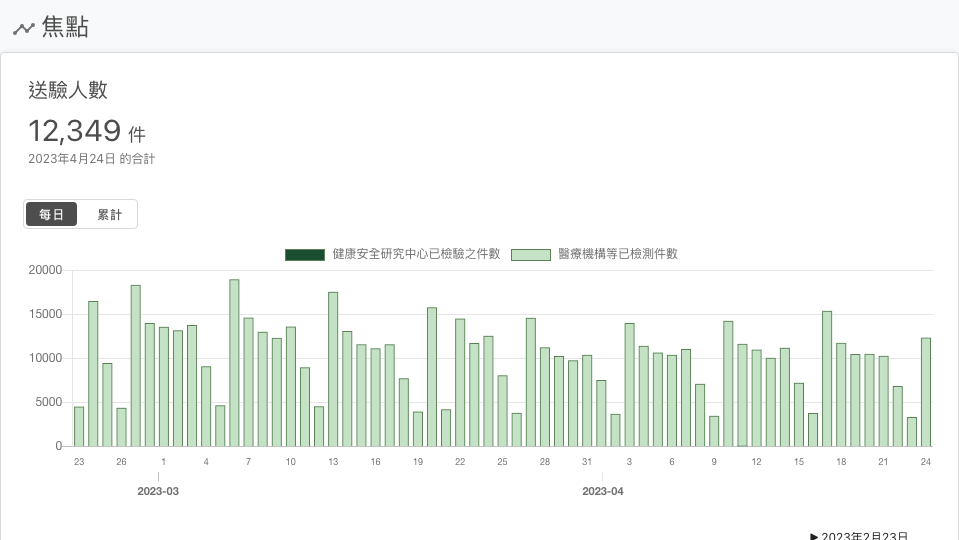 焦點
送驗人數
12,349 件
2023年4月24日 的合計
每日 累計
健康安全研究中心已檢驗之件數 醫療機構等已檢測件數
20000
15000
10000
5000
0
23 26 1 4 7 10 13 16 19 22 25 28 31 3 6 9 12 15 18 21 24
2023-03 2023-04
▶ 2023年2月23日